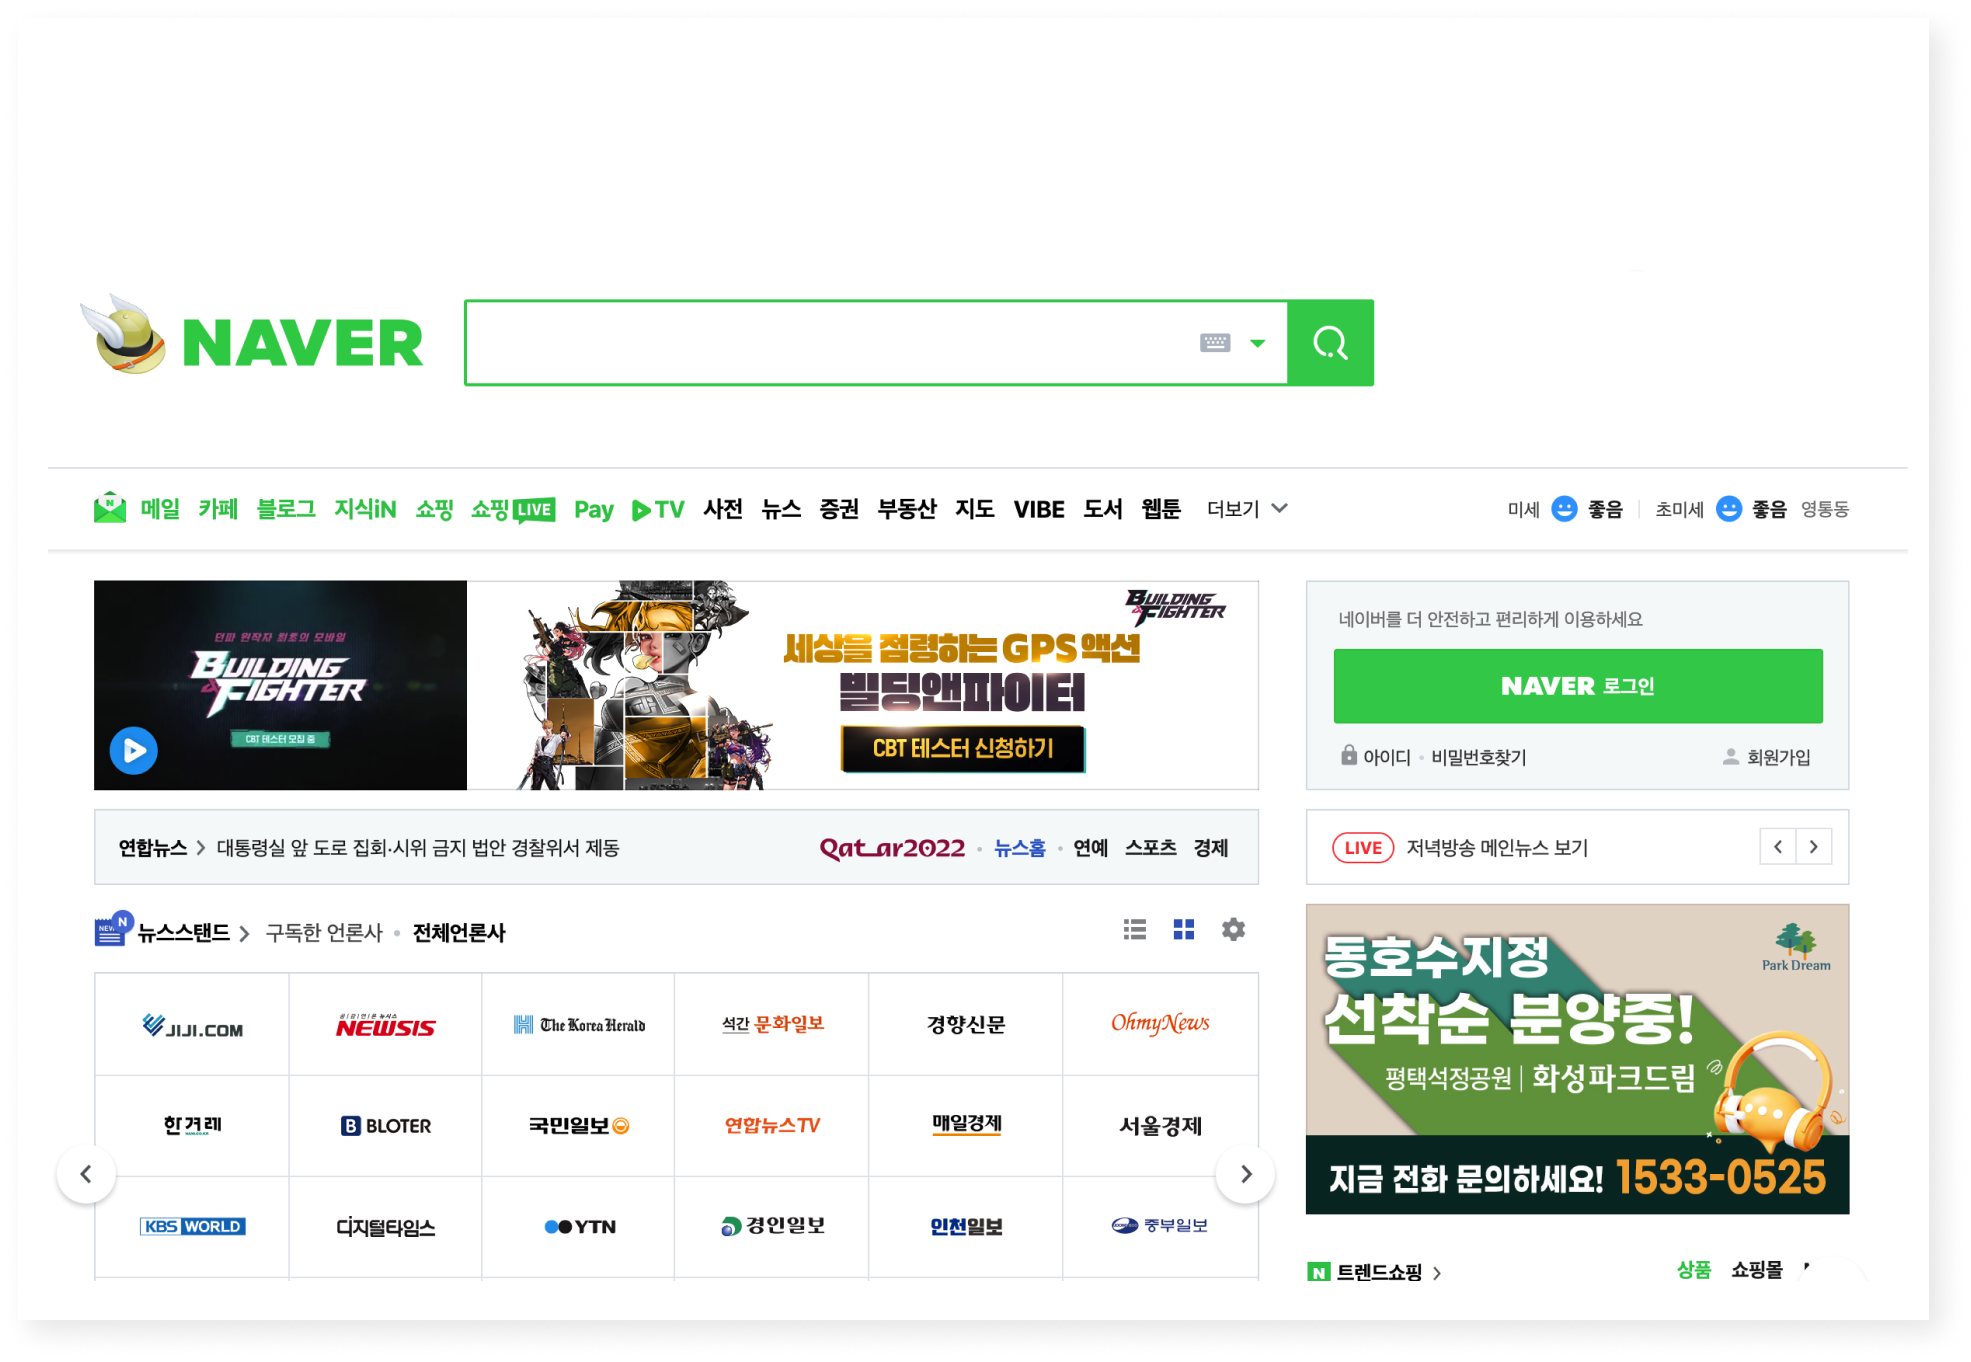 NAVER
메일 카페 블로그 지식iN 쇼핑 쇼핑LIVE Pay TV 사전 뉴스 증권 부동산 지도 VIBE 도서 웹툰 더보기
미세 좋음 초미세 좋음 영통동
던파 원작자 최초의 모바일
BUILDING
& FIGHTER
CBT 테스터 모집 중
BUILDING
& FIGHTER
세상을 점령하는 GPS 액션
빌딩앤파이터
CBT 테스터 신청하기
네이버를 더 안전하고 편리하게 이용하세요
NAVER 로그인
아이디 · 비밀번호찾기 회원가입
연합뉴스 > 대통령실 앞 도로 집회·시위 금지 법안 경찰위서 제동
Qatar2022 · 뉴스홈 · 연예 스포츠 경제
LIVE 저녁방송 메인뉴스 보기
뉴스스탠드 > 구독한 언론사 · 전체언론사
JIJI.COM
공감언론 뉴시스
NEWSIS
The Korea Herald
석간 문화일보
경향신문
OhmyNews
한겨레
B BLOTER
국민일보
연합뉴스TV
매일경제
서울경제
KBS WORLD
디지털타임스
YTN
경인일보
인천일보
중부일보
Park Dream
동호수지정
선착순 분양중!
평택석정공원 | 화성파크드림
지금 전화 문의하세요! 1533-0525
N 트렌드쇼핑 >
상품 쇼핑몰